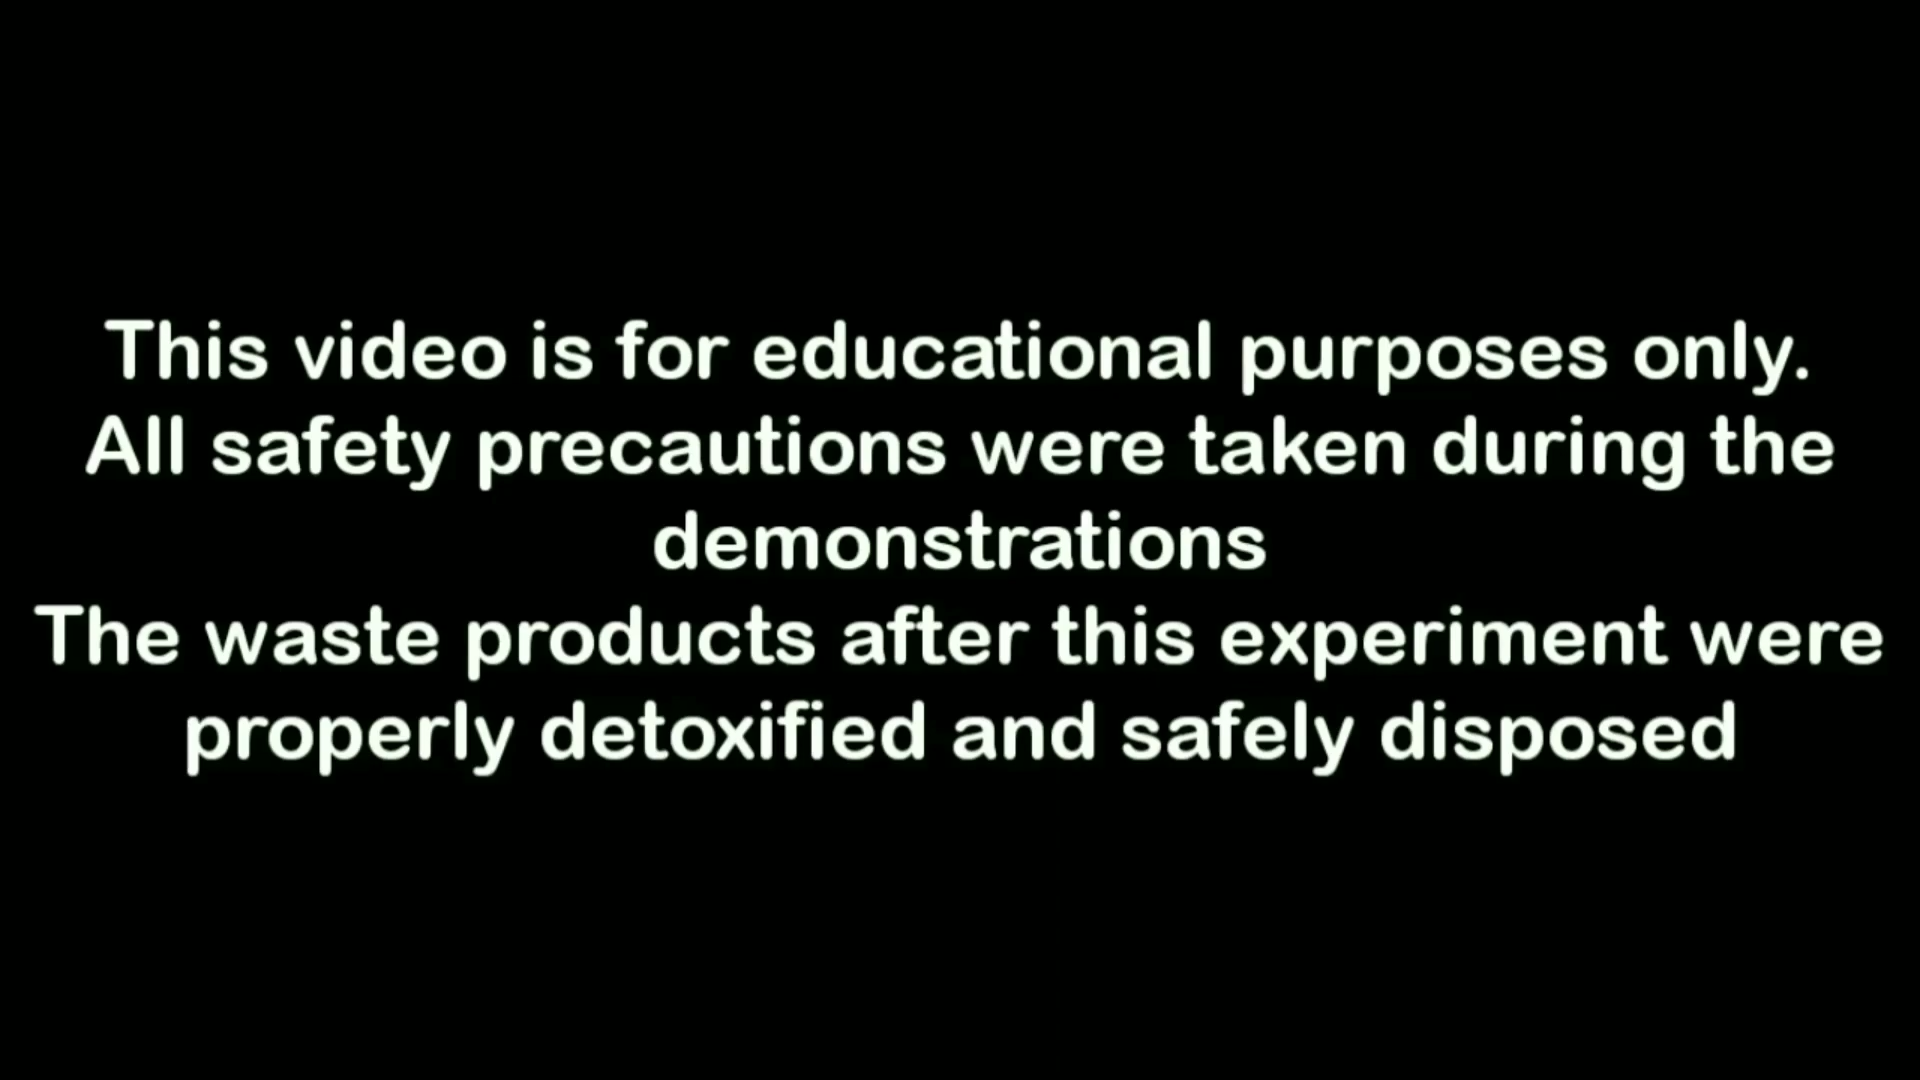 This video is for educational purposes only.
All safety precautions were taken during the
demonstrations
The waste products after this experiment were
properly detoxified and safely disposed